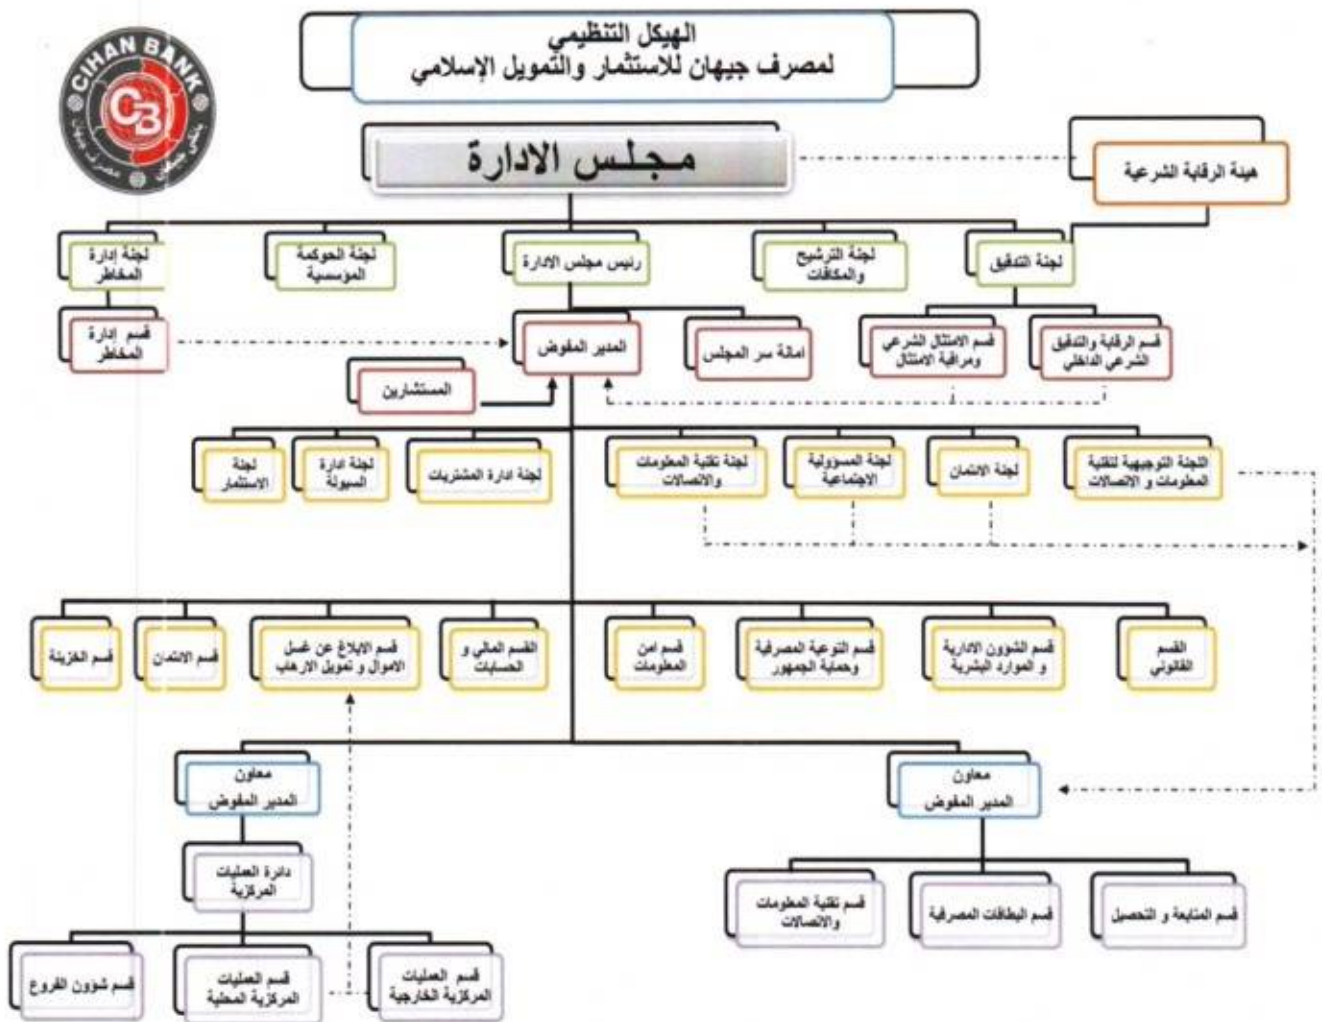 الهيكل التنظيمي
لمصرف جيهان للاستثمار والتمويل الإسلامي
CIHAN BANK
CB
بانقی جیهان
مصرف جيهان
مجلس الادارة
هيئة الرقابة الشرعية
لجنة التدقيق
لجنة الترشيح
والمكافات
رئيس مجلس الادارة
لجنة الحوكمة
المؤسسية
لجنة إدارة
المخاطر
قسم الرقابة والتدقيق
الشرعي الداخلي
قسم الامتثال الشرعي
ومراقبة الامتثال
امانة سر المجلس
المدير المفوض
قسم إدارة
المخاطر
المستشارين
اللجنة التوجيهية لتقنية
المعلومات و الاتصالات
لجنة الائتمان
لجنة المسؤولية
الاجتماعية
لجنة تقنية المعلومات
والاتصالات
لجنة ادارة المشتريات
لجنة ادارة
السيولة
لجنة
الاستثمار
القسم
القانوني
قسم الشؤون الادارية
و الموارد البشرية
قسم التوعية المصرفية
وحماية الجمهور
قسم امن
المعلومات
القسم المالي و
الحسابات
قسم الابلاغ عن غسل
الاموال و تمويل الارهاب
قسم الائتمان
قسم الخزينة
معاون
المدير المفوض
معاون
المدير المفوض
دائرة العمليات
المركزية
قسم المتابعة و التحصيل
قسم البطاقات المصرفية
قسم تقنية المعلومات
والاتصالات
قسم العمليات
المركزية الخارجية
قسم العمليات
المركزية المحلية
قسم شؤون الفروع